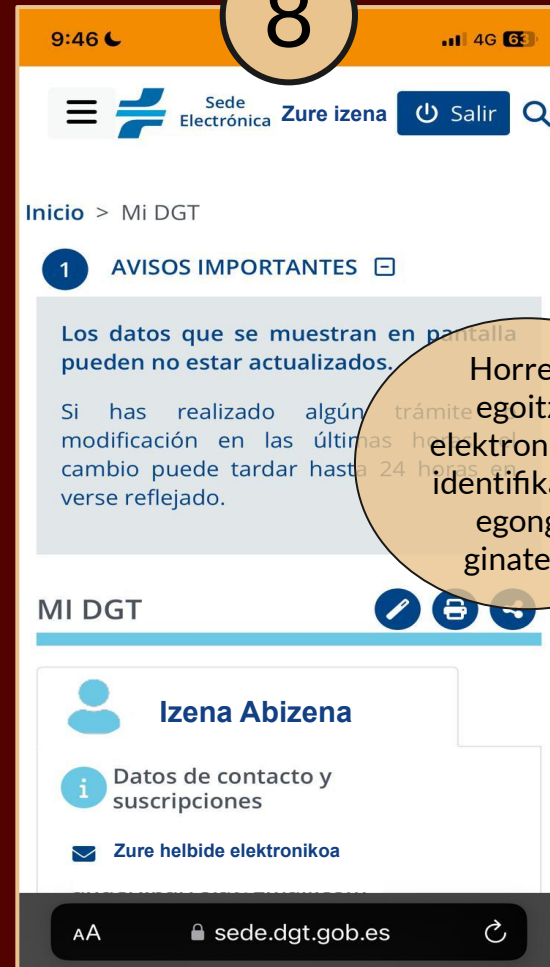 8
9:46
4G 63
Sede
Electrónica
Zure izena
Salir
Inicio > Mi DGT
1 AVISOS IMPORTANTES
Los datos que se muestran en pantalla
pueden no estar actualizados.
Si has realizado algún trámite
modificación en las últimas horas el
cambio puede tardar hasta 24 horas en
verse reflejado.
Horre
egoitz
elektron
identifika
egong
ginate
MI DGT
Izena Abizena
i Datos de contacto y
suscripciones
Zure helbide elektronikoa
AA sede.dgt.gob.es